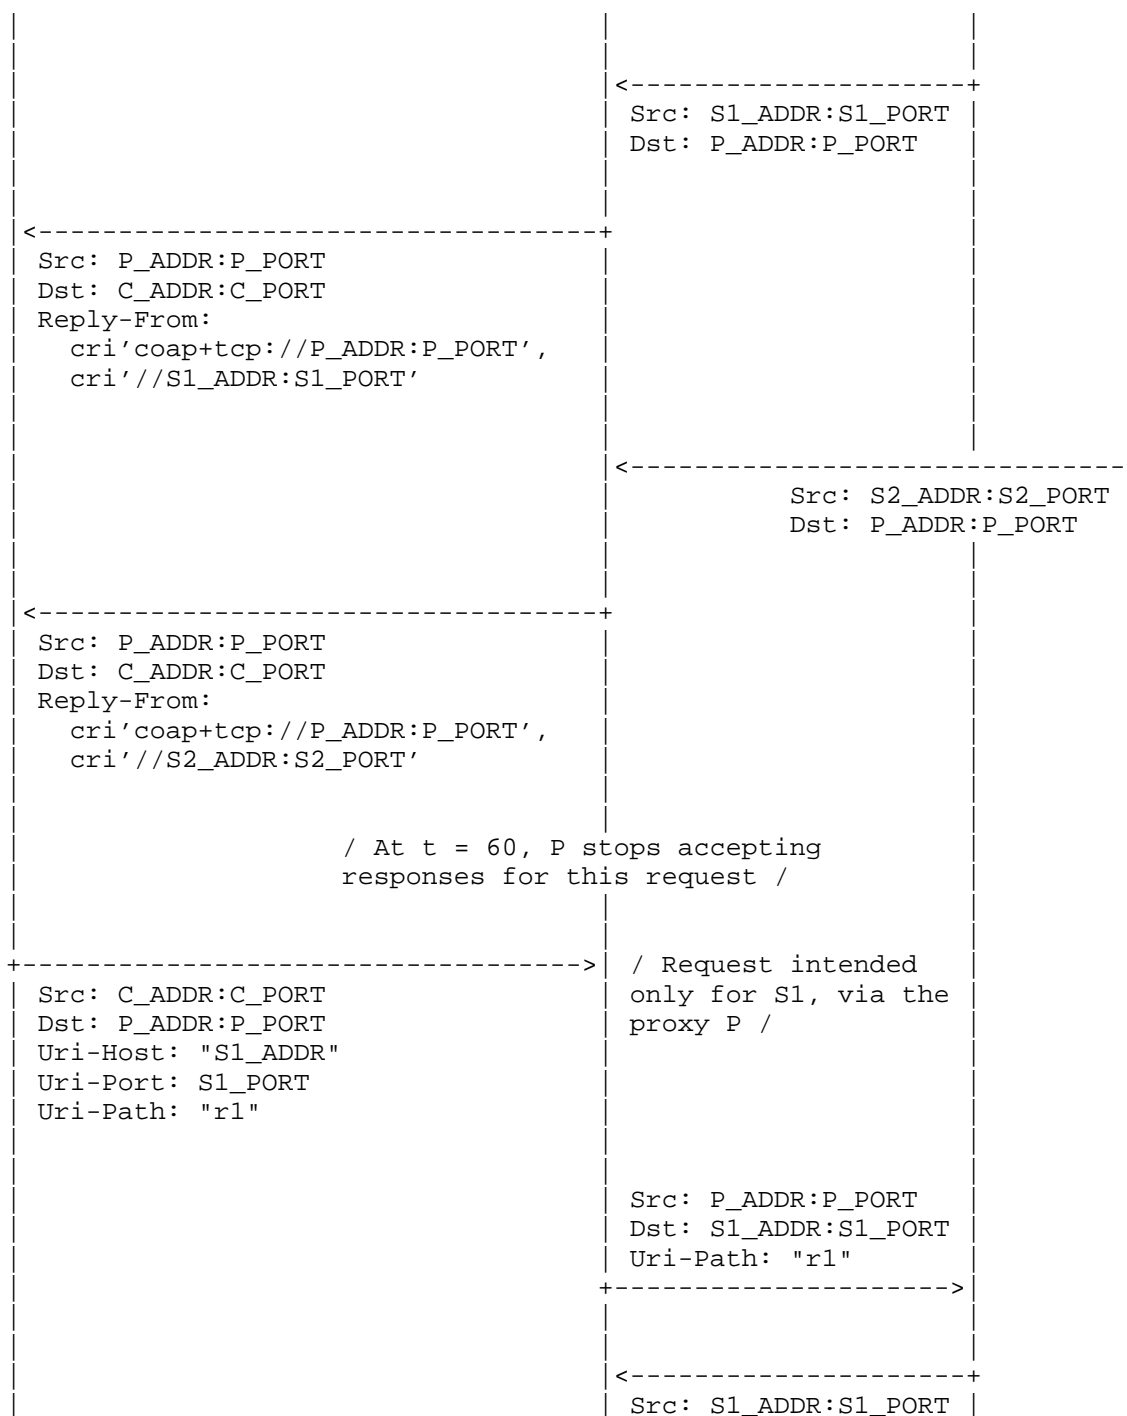 Src: S1_ADDR:S1_PORT
Dst: P_ADDR:P_PORT
Src: P_ADDR:P_PORT
Dst: C_ADDR:C_PORT
Reply-From:
cri'coap+tcp://P_ADDR:P_PORT',
cri'//S1_ADDR:S1_PORT'
Src: S2_ADDR:S2_PORT
Dst: P_ADDR:P_PORT
Src: P_ADDR:P_PORT
Dst: C_ADDR:C_PORT
Reply-From:
cri'coap+tcp://P_ADDR:P_PORT',
cri'//S2_ADDR:S2_PORT'
/ At t = 60, P stops accepting
responses for this request /
/ Request intended
only for S1, via the
proxy P /
Src: C_ADDR:C_PORT
Dst: P_ADDR:P_PORT
Uri-Host: "S1_ADDR"
Uri-Port: S1_PORT
Uri-Path: "r1"
Src: P_ADDR:P_PORT
Dst: S1_ADDR:S1_PORT
Uri-Path: "r1"
Src: S1_ADDR:S1_PORT